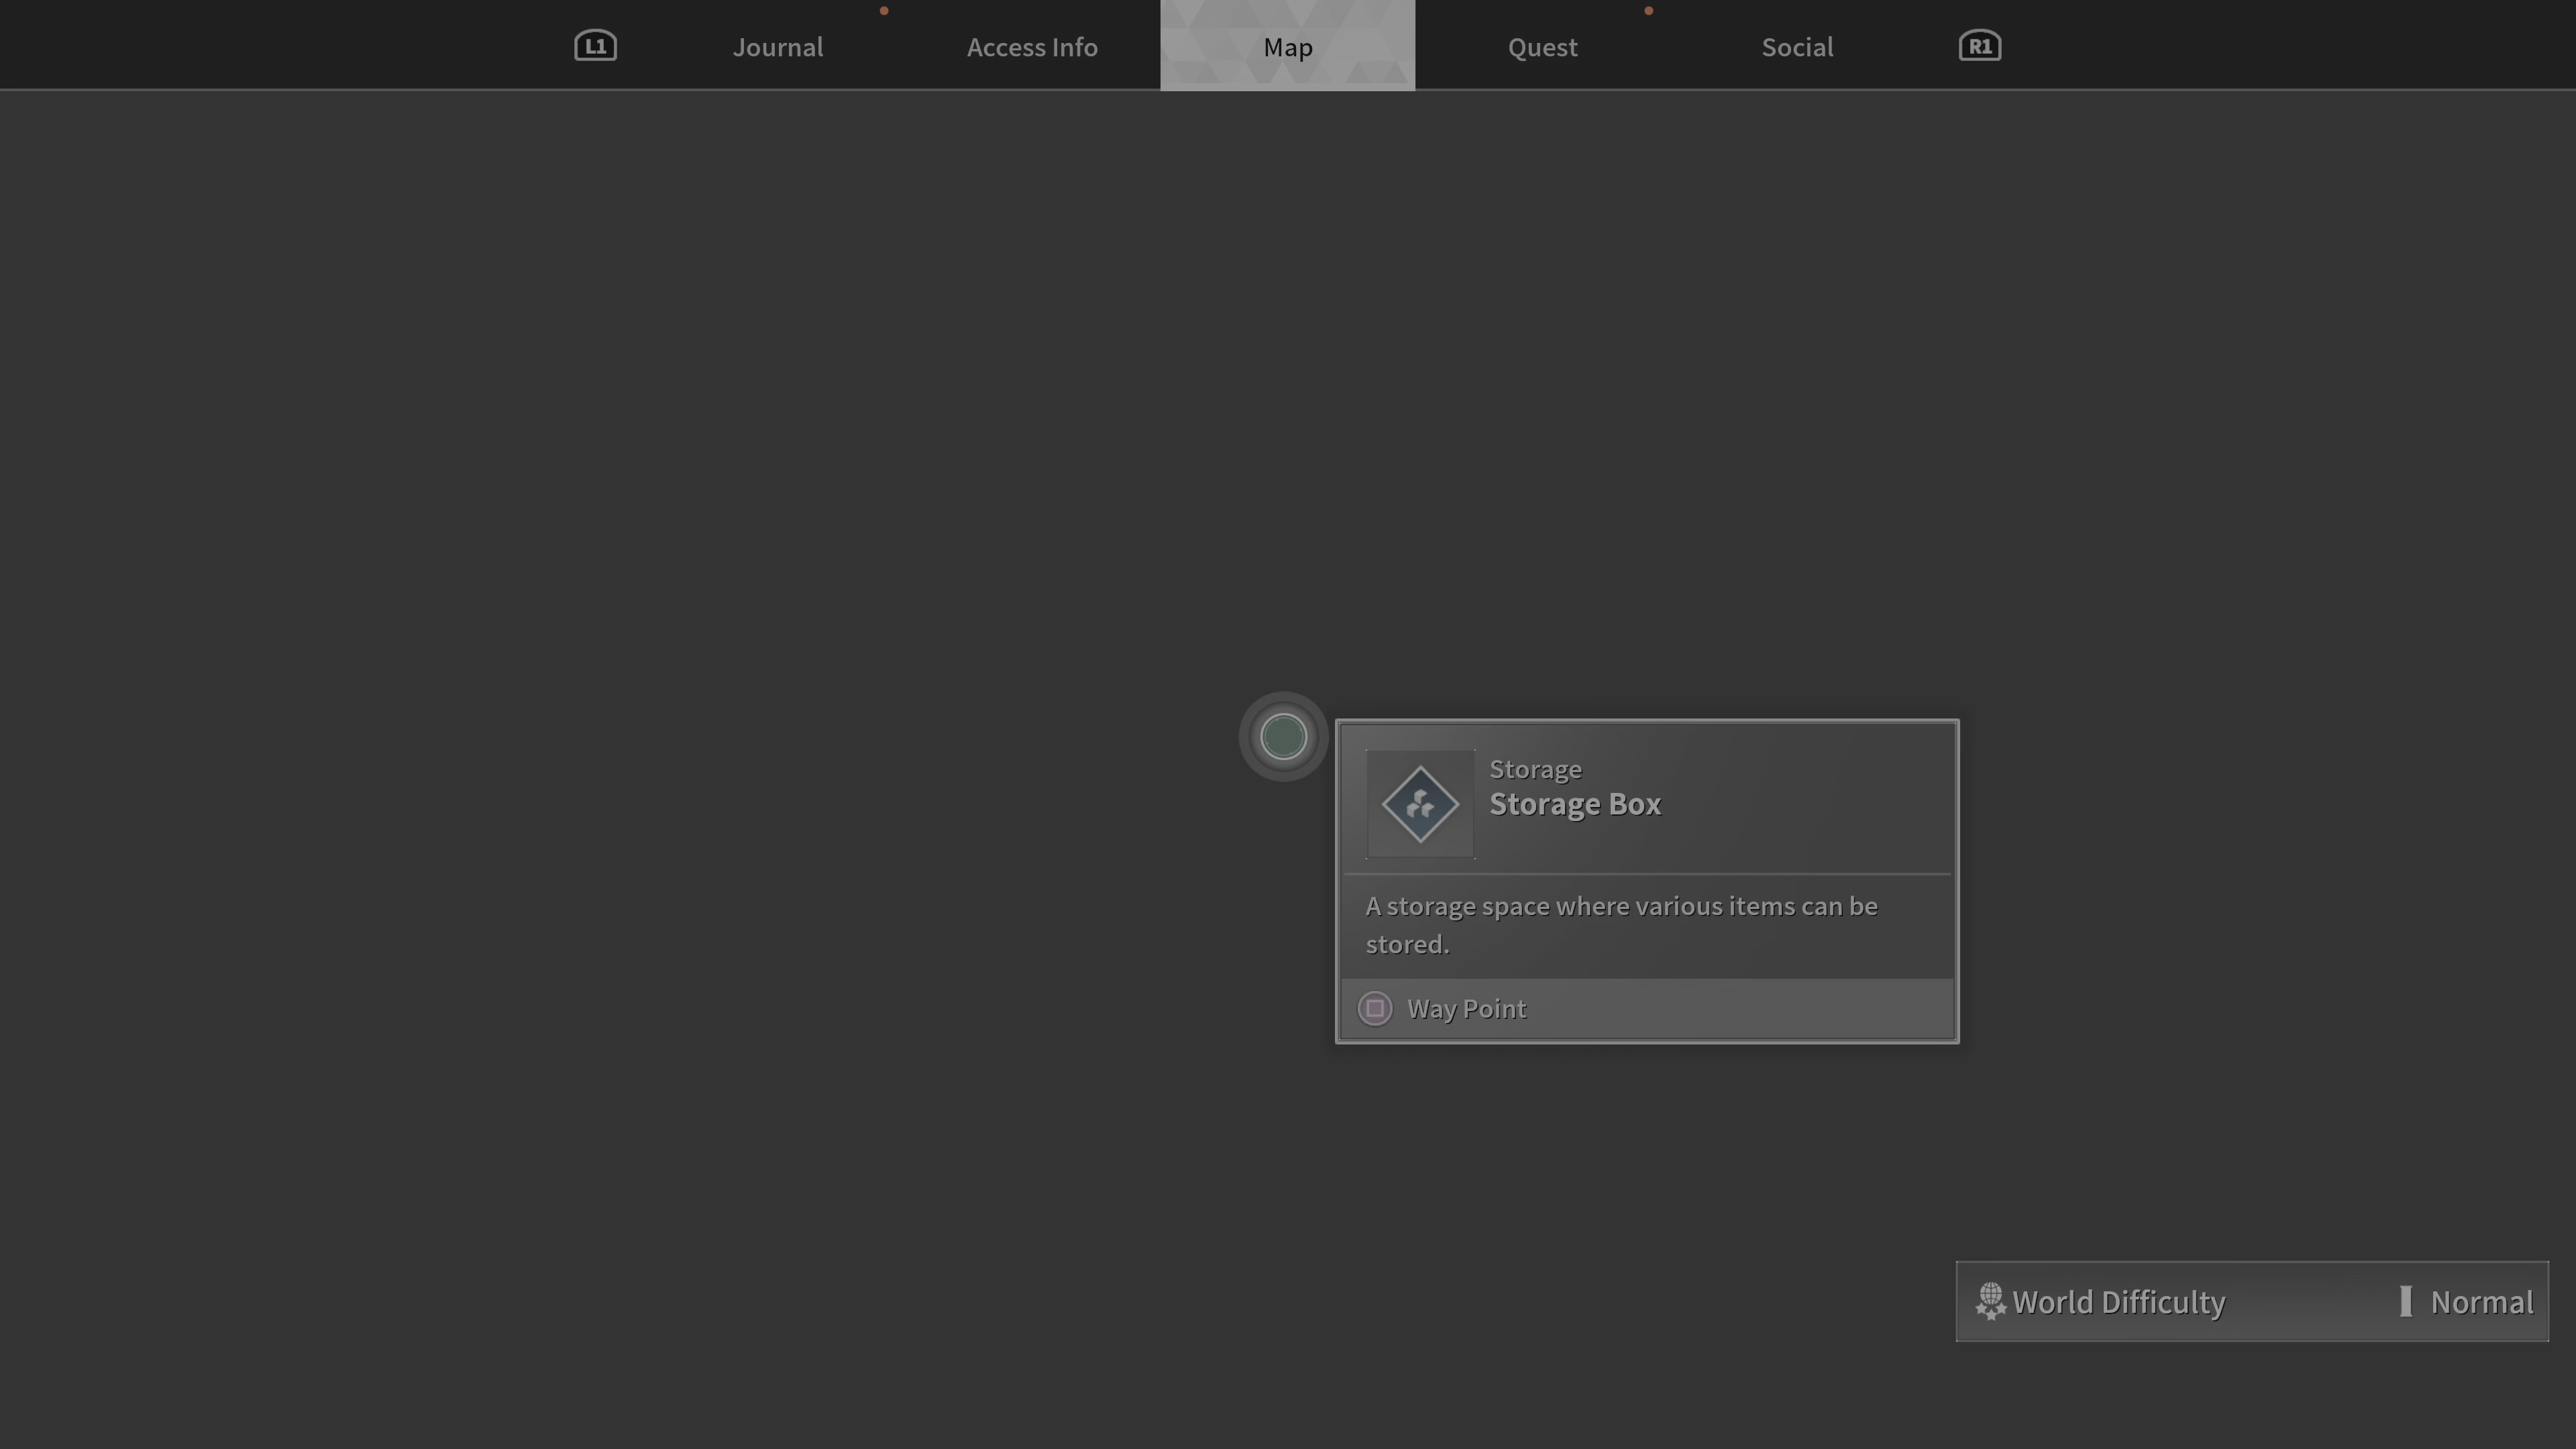 L1
Journal
Access Info
Map
Quest
Social
R1
Storage
Storage Box
A storage space where various items can be
stored.
Way Point
World Difficulty
I Normal